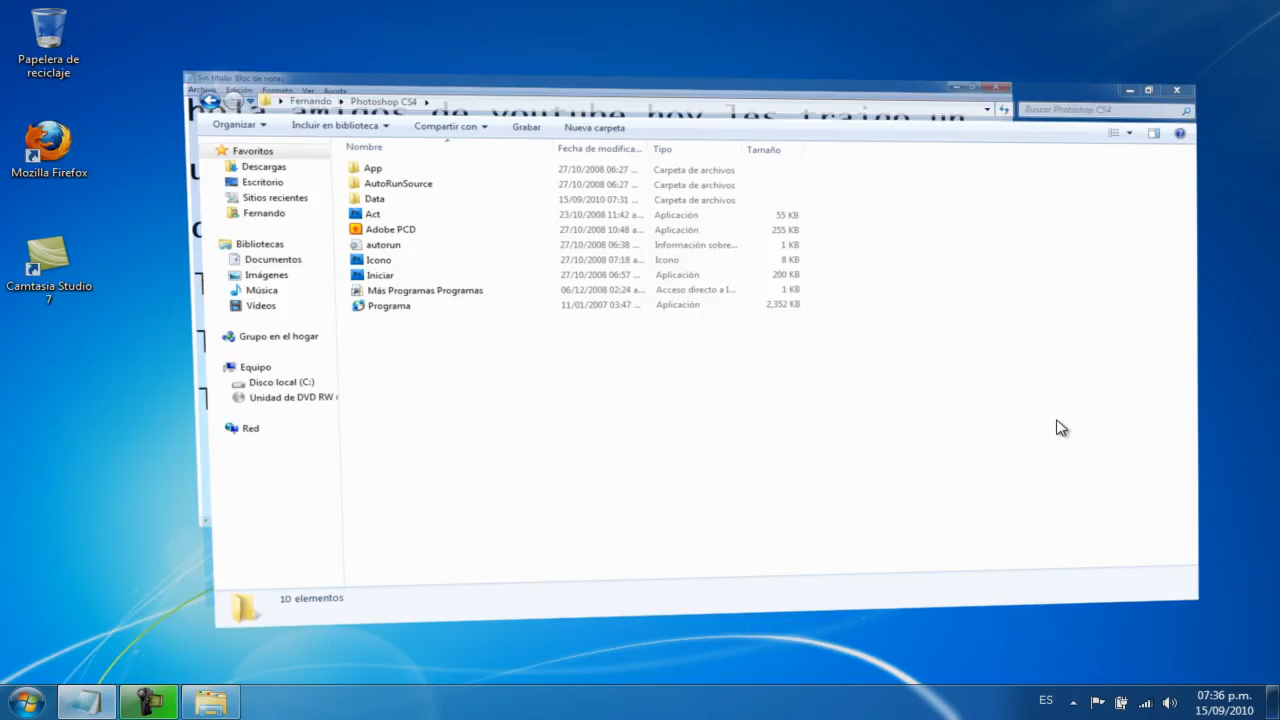 Papelera de
reciclaje
Mozilla Firefox
Camtasia Studio
7
Sin título: Bloc de notas
Archivo Edición Formato Ver Ayuda
hola amigos de youtube hoy les traigo un
Fernando Photoshop CS4
Buscar Photoshop CS4
Organizar Incluir en biblioteca Compartir con Grabar Nueva carpeta
Nombre Fecha de modifica... Tipo Tamaño
Favoritos
Descargas
Escritorio
Sitios recientes
Fernando
Bibliotecas
Documentos
Imágenes
Música
Vídeos
Grupo en el hogar
Equipo
Disco local (C:)
Unidad de DVD RW (
Red
App 27/10/2008 06:27 ... Carpeta de archivos
AutoRunSource 27/10/2008 06:27 ... Carpeta de archivos
Data 15/09/2010 07:31 ... Carpeta de archivos
Act 23/10/2008 11:42 a... Aplicación 55 KB
Adobe PCD 27/10/2008 10:48 a... Aplicación 255 KB
autorun 27/10/2008 06:38 ... Información sobre... 1 KB
Icono 27/10/2008 07:18 a... Icono 8 KB
Iniciar 27/10/2008 06:57 ... Aplicación 200 KB
Más Programas Programas 06/12/2008 02:24 a... Acceso directo a I... 1 KB
Programa 11/01/2007 03:47 ... Aplicación 2,352 KB
10 elementos
ES
07:36 p.m.
15/09/2010